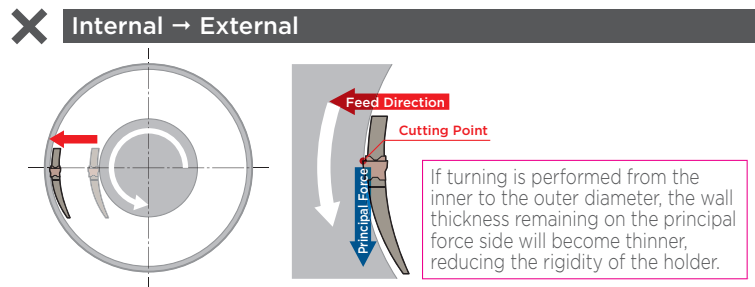 Internal → External
Feed Direction
Cutting Point
Principal Force
If turning is performed from the
inner to the outer diameter, the wall
thickness remaining on the principal
force side will become thinner,
reducing the rigidity of the holder.